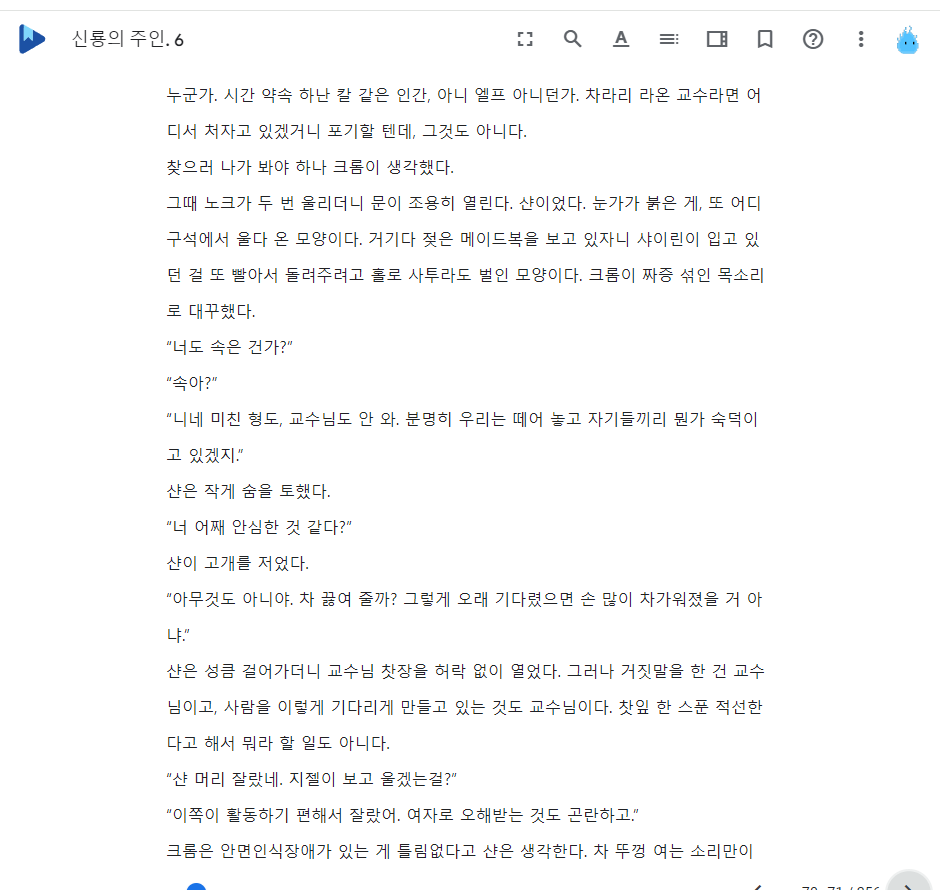 신룡의 주인. 6
누군가. 시간 약속 하난 칼 같은 인간, 아니 엘프 아니던가. 차라리 라온 교수라면 어
디서 처자고 있겠거니 포기할 텐데, 그것도 아니다.
찾으러 나가 봐야 하나 크롬이 생각했다.
그때 노크가 두 번 울리더니 문이 조용히 열린다. 샨이었다. 눈가가 붉은 게, 또 어디
구석에서 울다 온 모양이다. 거기다 젖은 메이드복을 보고 있자니 샤이린이 입고 있
던 걸 또 빨아서 돌려주려고 홀로 사투라도 벌인 모양이다. 크롬이 짜증 섞인 목소리
로 대꾸했다.
“너도 속은 건가?”
“속아?”
“니네 미친 형도, 교수님도 안 와. 분명히 우리는 떼어 놓고 자기들끼리 뭔가 숙덕이
고 있겠지.”
샨은 작게 숨을 토했다.
“너 어째 안심한 것 같다?”
샨이 고개를 저었다.
“아무것도 아니야. 차 끓여 줄까? 그렇게 오래 기다렸으면 손 많이 차가워졌을 거 아
냐.”
샨은 성큼 걸어가더니 교수님 찻장을 허락 없이 열었다. 그러나 거짓말을 한 건 교수
님이고, 사람을 이렇게 기다리게 만들고 있는 것도 교수님이다. 찻잎 한 스푼 적선한
다고 해서 뭐라 할 일도 아니다.
“샨 머리 잘랐네. 지젤이 보고 울겠는걸?”
“이쪽이 활동하기 편해서 잘랐어. 여자로 오해받는 것도 곤란하고.”
크롬은 안면인식장애가 있는 게 틀림없다고 샨은 생각한다. 차 뚜껑 여는 소리만이